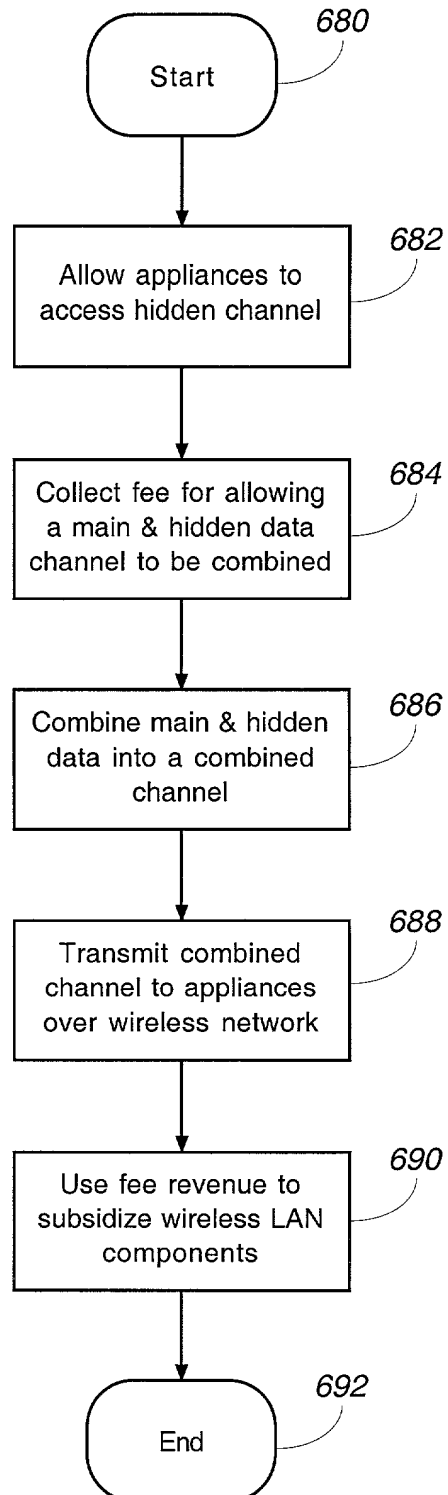 680
Start
682
Allow appliances to
access hidden channel
684
Collect fee for allowing
a main & hidden data
channel to be combined
686
Combine main & hidden
data into a combined
channel
688
Transmit combined
channel to appliances
over wireless network
690
Use fee revenue to
subsidize wireless LAN
components
692
End